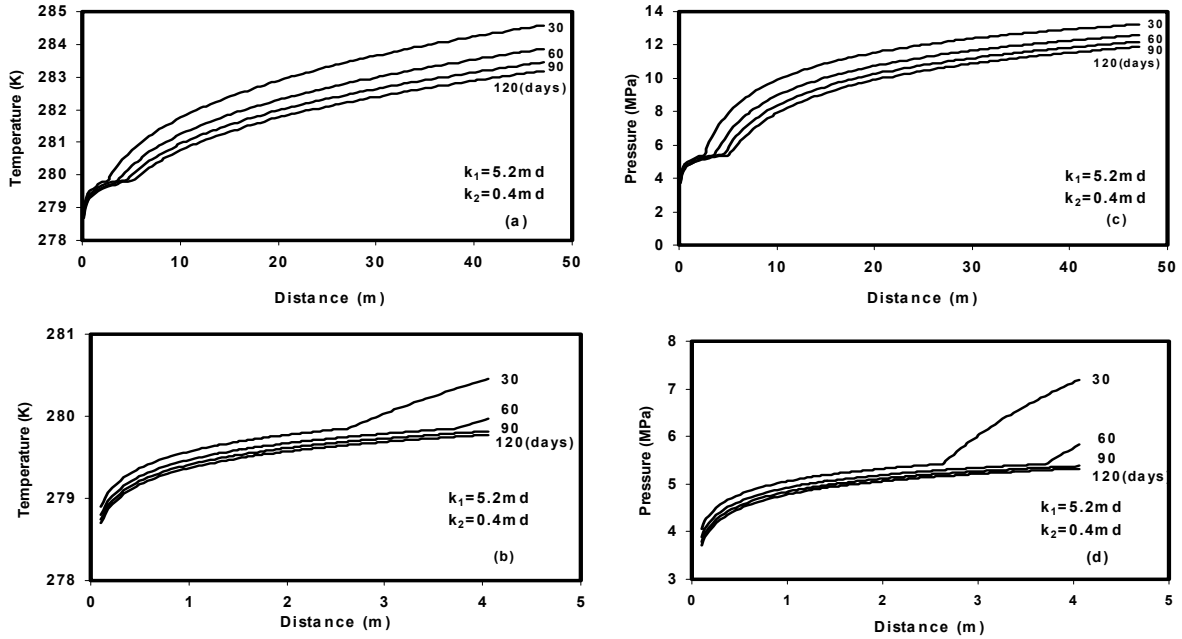 285
284
283
282
281
280
279
278
Temperature (K)
30
60
90
120(days)
k₁=5.2md
k₂=0.4md
(a)
0 10 20 30 40 50
Distance (m)
14
12
10
8
6
4
2
0
Pressure (MPa)
30
60
90
120(days)
k₁=5.2md
k₂=0.4md
(c)
0 10 20 30 40 50
Distance (m)
281
280
279
278
Temperature (K)
30
60
90
120(days)
k₁=5.2md
k₂=0.4md
(b)
0 1 2 3 4 5
Distance (m)
8
7
6
5
4
3
Pressure (MPa)
30
60
90
120(days
k₁=5.2md
k₂=0.4md
(d)
0 1 2 3 4 5
Distance (m)